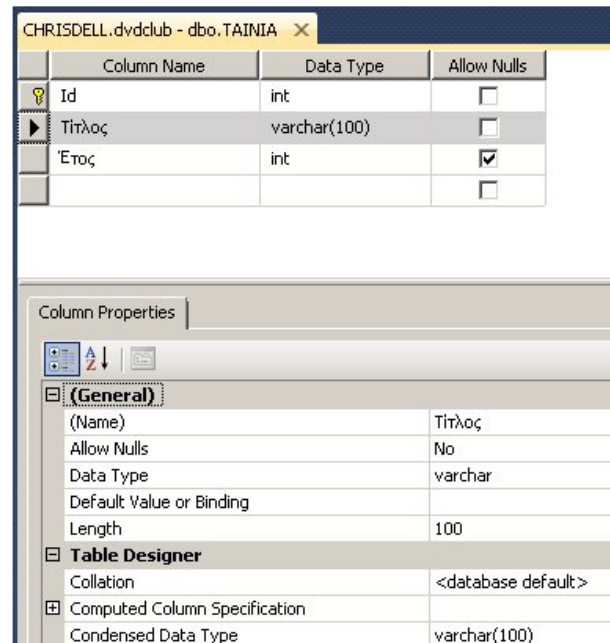 CHRISDELL.dvdclub - dbo.TAINIA
Column Name Data Type Allow Nulls
Id int
Τίτλος varchar(100)
Έτος int
Column Properties
(General)
(Name) Τίτλος
Allow Nulls No
Data Type varchar
Default Value or Binding
Length 100
Table Designer
Collation <database default>
Computed Column Specification
Condensed Data Type varchar(100)